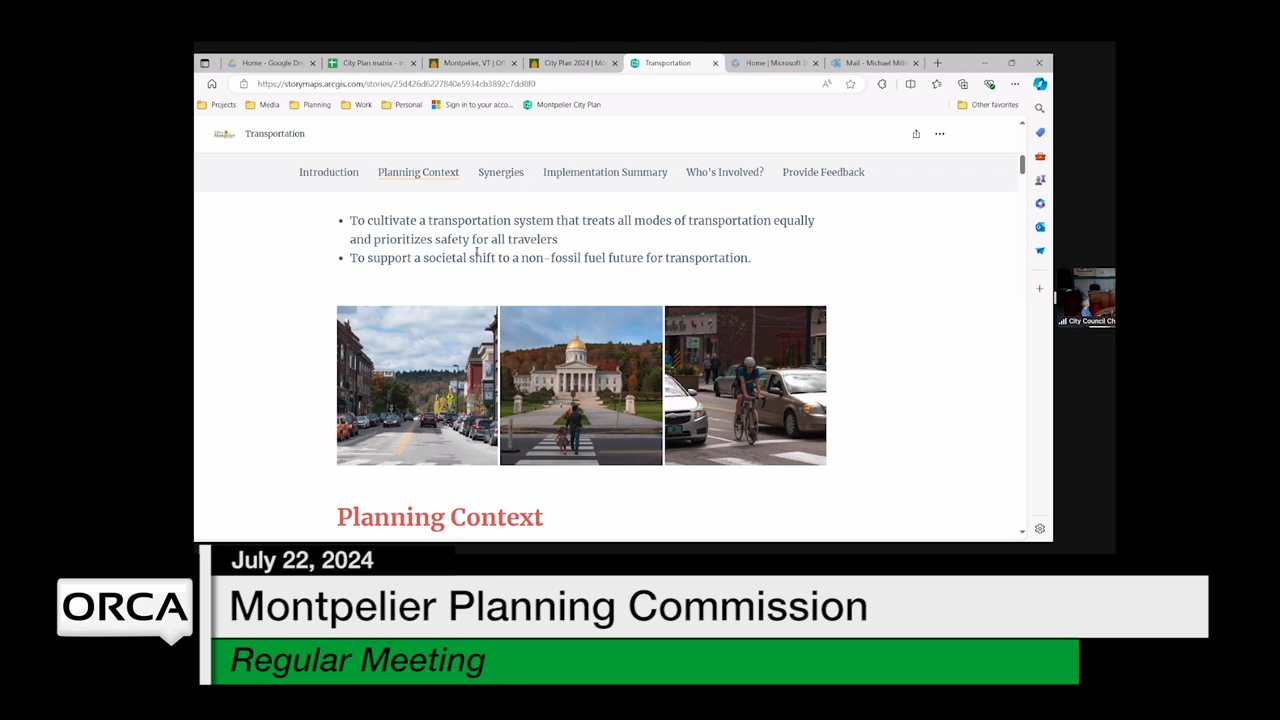 Home - Google Dri
City Plan matrix - in
Montpelier, VT | Of
City Plan 2024 | Mo
Transportation
Home | Microsoft
Mail - Michael Mill
https://storymaps.arcgis.com/stories/25d426d6227840e5934cb3892c7dd8f0
Projects
Media
Planning
Work
Personal
Sign in to your acco...
Montpelier City Plan
Other favorites
Montpelier
Transportation
Introduction
Planning Context
Synergies
Implementation Summary
Who's Involved?
Provide Feedback
• To cultivate a transportation system that treats all modes of transportation equally
and prioritizes safety for all travelers
• To support a societal shift to a non-fossil fuel future for transportation.
Planning Context
City Council Ch
July 22, 2024
ORCA
Montpelier Planning Commission
Regular Meeting